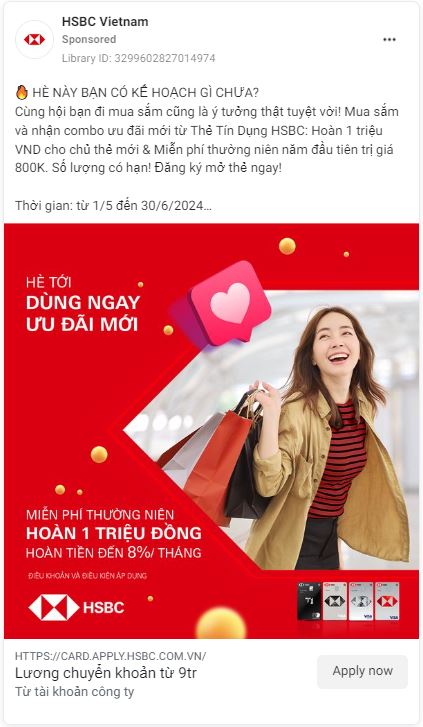 HSBC Vietnam
Sponsored
Library ID: 3299602827014974
🔥 HÈ NÀY BẠN CÓ KẾ HOẠCH GÌ CHƯA?
Cùng hội bạn đi mua sắm cũng là ý tưởng thật tuyệt vời! Mua sắm
và nhận combo ưu đãi mới từ Thẻ Tín Dụng HSBC: Hoàn 1 triệu
VND cho chủ thẻ mới & Miễn phí thường niên năm đầu tiên trị giá
800K. Số lượng có hạn! Đăng ký mở thẻ ngay!
Thời gian: từ 1/5 đến 30/6/2024...
HÈ TỚI
DÙNG NGAY
ƯU ĐÃI MỚI
MIỄN PHÍ THƯỜNG NIÊN
HOÀN 1 TRIỆU ĐỒNG
HOÀN TIỀN ĐẾN 8%/ THÁNG
ĐIỀU KHOẢN VÀ ĐIỀU KIỆN ÁP DỤNG
HSBC
VISA
HTTPS://CARD.APPLY.HSBC.COM.VN/
Lương chuyển khoản từ 9tr
Từ tài khoản công ty
Apply now